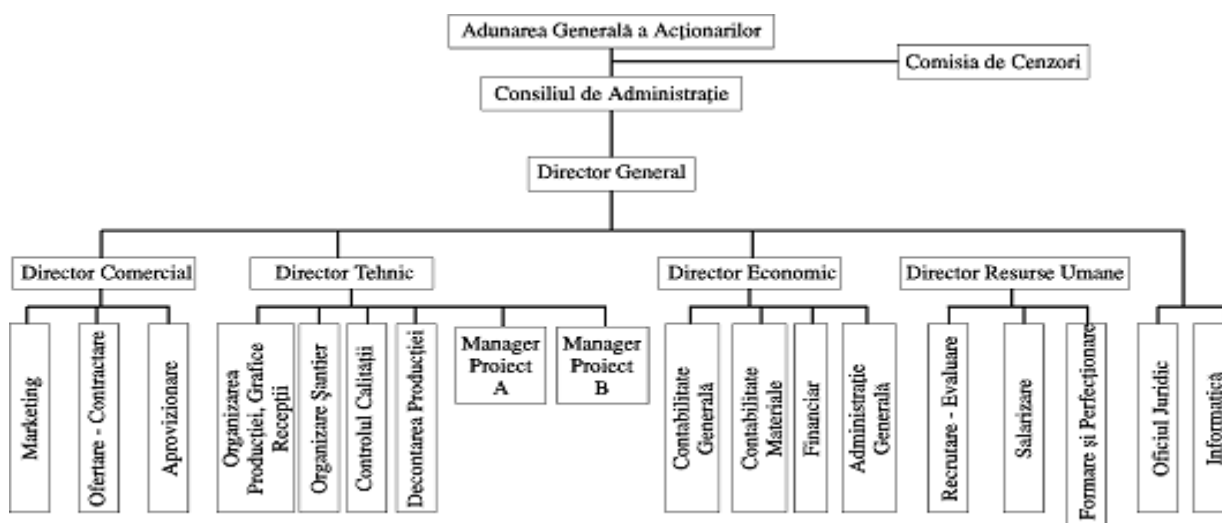 Adunarea Generală a Acționarilor
Comisia de Cenzori
Consiliul de Administrație
Director General
Director Comercial
Director Tehnic
Director Economic
Director Resurse Umane
Marketing
Ofertare - Contractare
Aprovizionare
Organizarea
Producției, Grafice
Recepții
Organizare Șantier
Controlul Calității
Decontarea Producției
Manager
Proiect
A
Manager
Proiect
B
Contabilitate
Generală
Contabilitate
Materiale
Financiar
Administrație
Generală
Recrutare - Evaluare
Salarizare
Formare și Perfecționare
Oficiul Juridic
Informatică